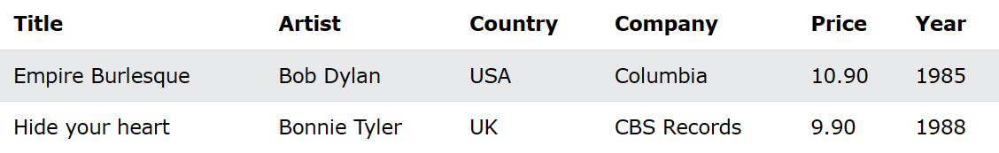 Title Artist Country Company Price Year
Empire Burlesque Bob Dylan USA Columbia 10.90 1985
Hide your heart Bonnie Tyler UK CBS Records 9.90 1988